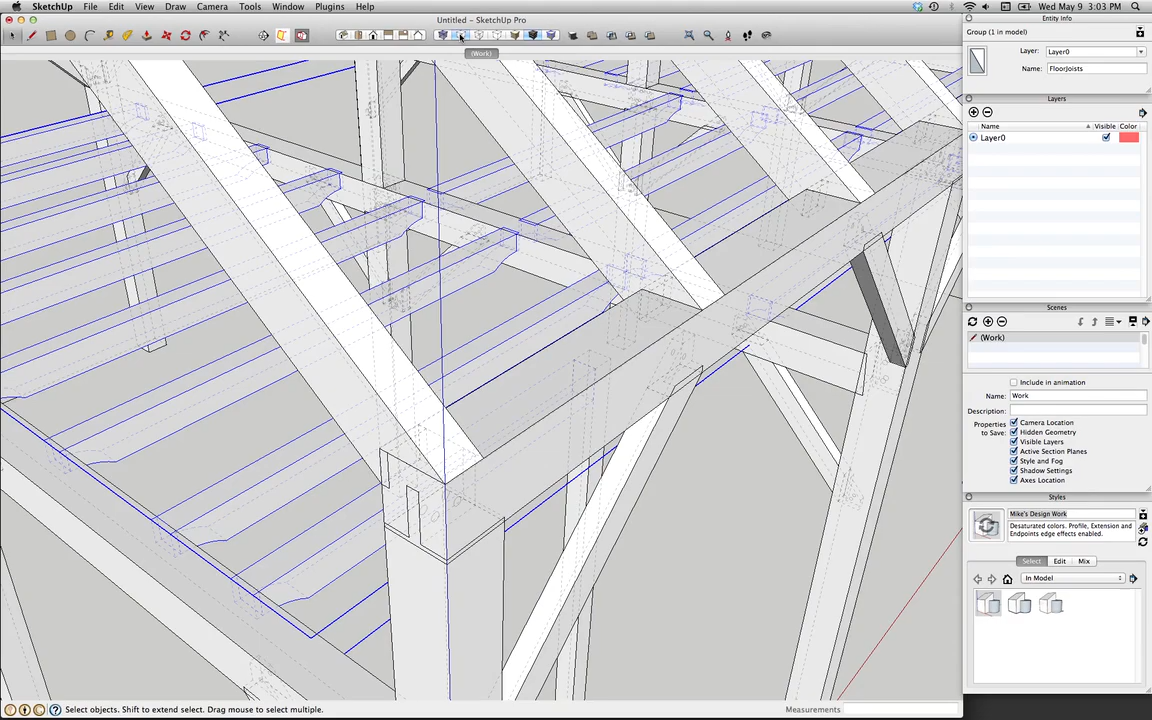 SketchUp File Edit View Draw Camera Tools Window Plugins Help Wed May 9 3:03 PM
Untitled - SketchUp Pro
(Work)
Entity Info
Group (1 in model)
Layer: Layer0
Name: FloorJoists
Layers
Name Visible Color
Layer0
Scenes
(Work)
Include in animation
Name: Work
Description:
Properties to Save:
Camera Location
Hidden Geometry
Visible Layers
Active Section Planes
Style and Fog
Shadow Settings
Axes Location
Styles
Mike's Design Work
Desaturated colors. Profile, Extension and
Endpoints edge effects enabled.
Select Edit Mix
In Model
Select objects. Shift to extend select. Drag mouse to select multiple. Measurements